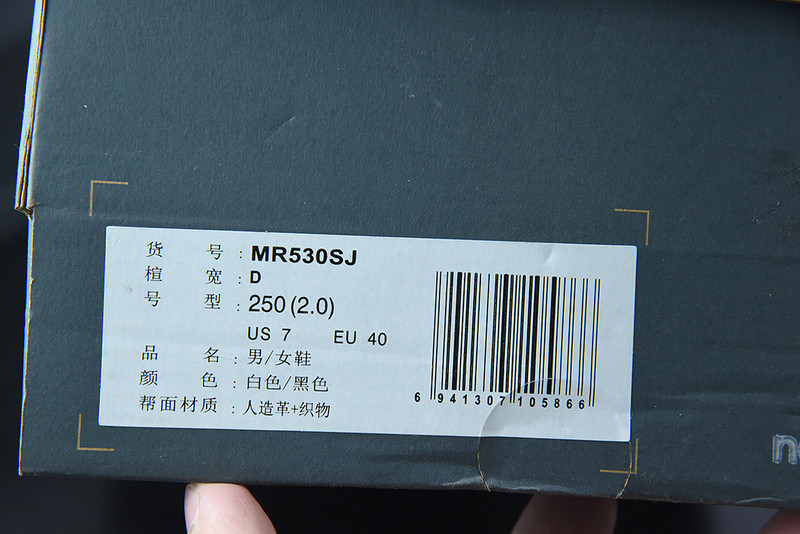 货 号 : MR530SJ
楦 宽 : D
号 型 : 250(2.0)
US 7 EU 40
品 名 : 男/女鞋
颜 色 : 白色/黑色
帮面材质 : 人造革+织物
6 941307 105866